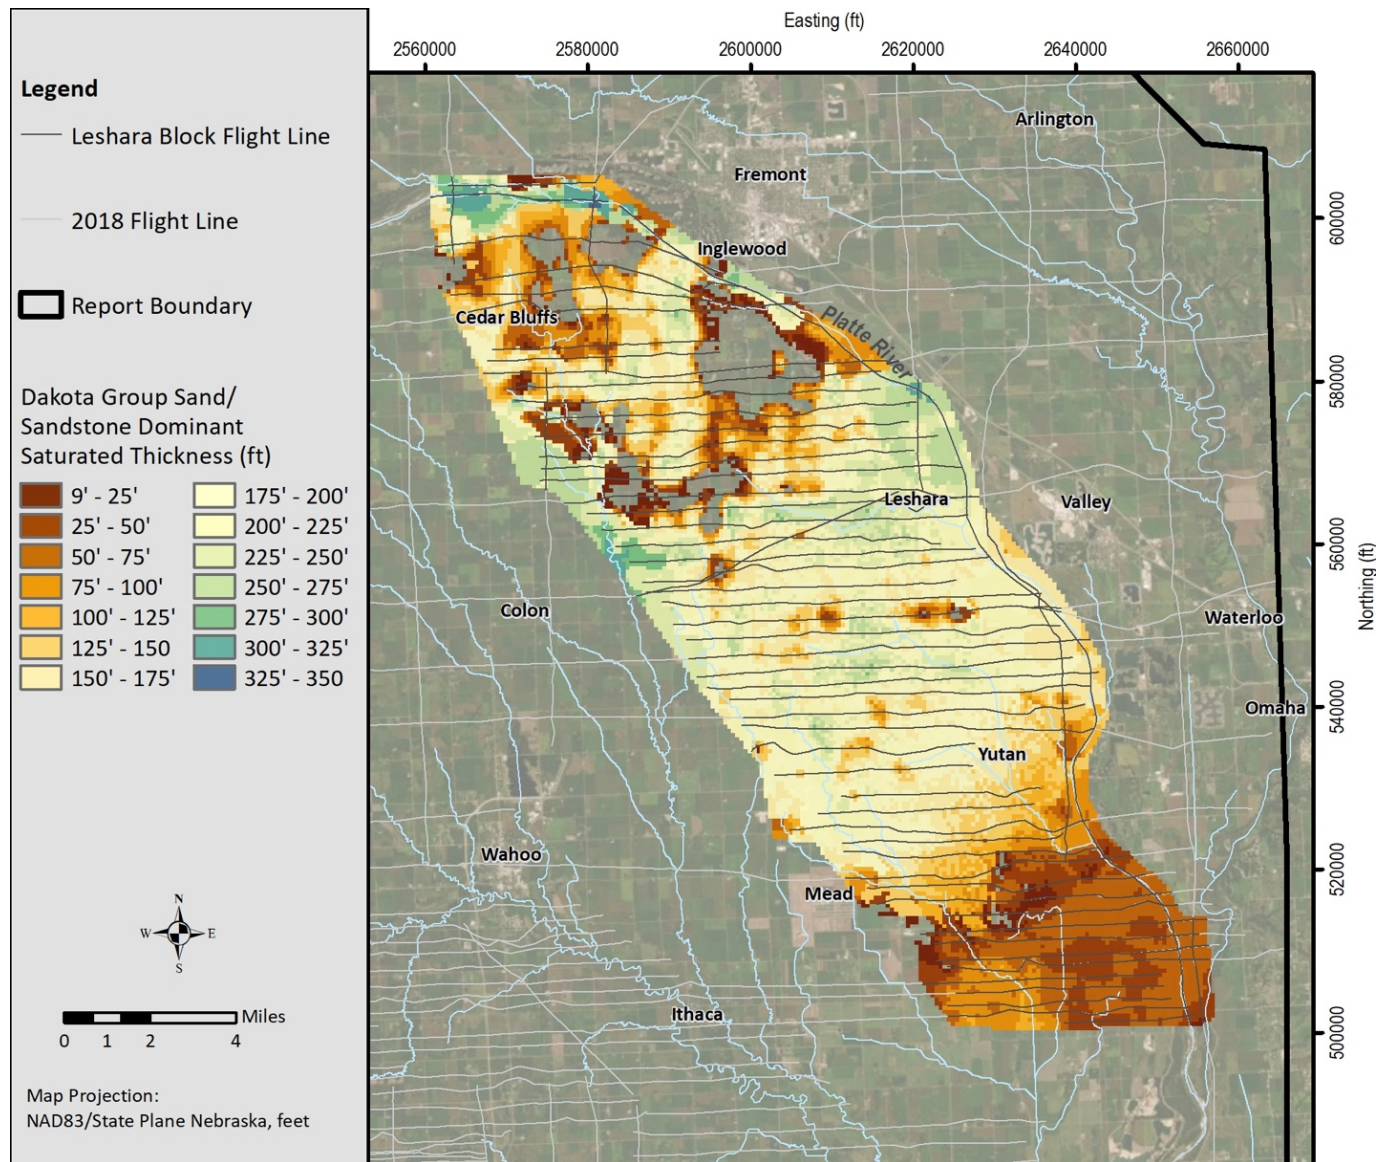 Easting (ft)
2560000 2580000 2600000 2620000 2640000 2660000
Legend
Leshara Block Flight Line
2018 Flight Line
Report Boundary
Dakota Group Sand/
Sandstone Dominant
Saturated Thickness (ft)
9' - 25' 175' - 200'
25' - 50' 200' - 225'
50' - 75' 225' - 250'
75' - 100' 250' - 275'
100' - 125' 275' - 300'
125' - 150 300' - 325'
150' - 175' 325' - 350
N
W E
S
Miles
0 1 2 4
Map Projection:
NAD83/State Plane Nebraska, feet
Arlington
Fremont
Inglewood
Cedar Bluffs
Platte River
Leshara
Valley
Colon
Waterloo
Omaha
Yutan
Wahoo
Mead
Ithaca
600000
580000
560000
540000
520000
500000
Northing (ft)